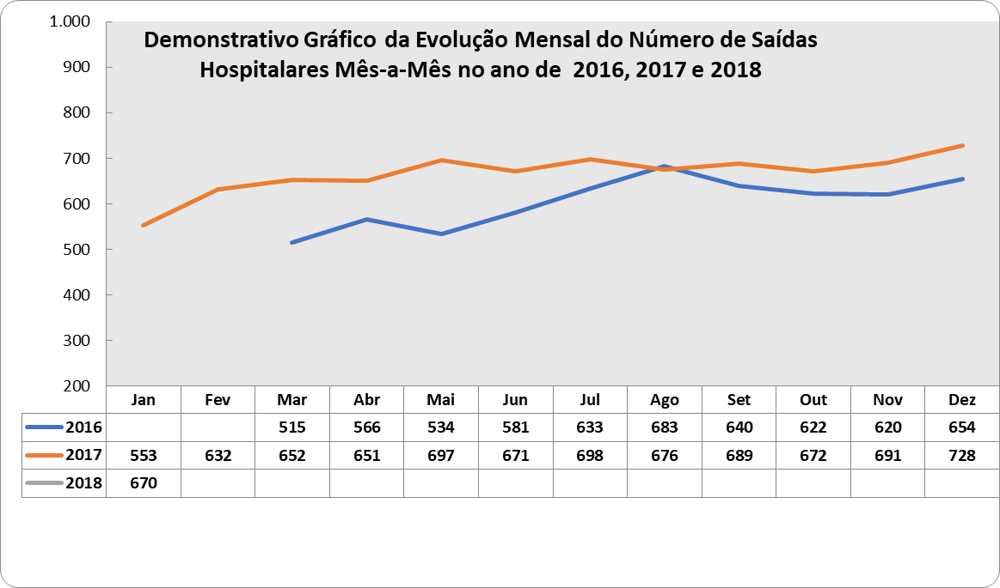 1.000
Demonstrativo Gráfico da Evolução Mensal do Número de Saídas
Hospitalares Mês-a-Mês no ano de 2016, 2017 e 2018
900
800
700
600
500
400
300
200
Jan Fev Mar Abr Mai Jun Jul Ago Set Out Nov Dez
2016 515 566 534 581 633 683 640 622 620 654
2017 553 632 652 651 697 671 698 676 689 672 691 728
2018 670